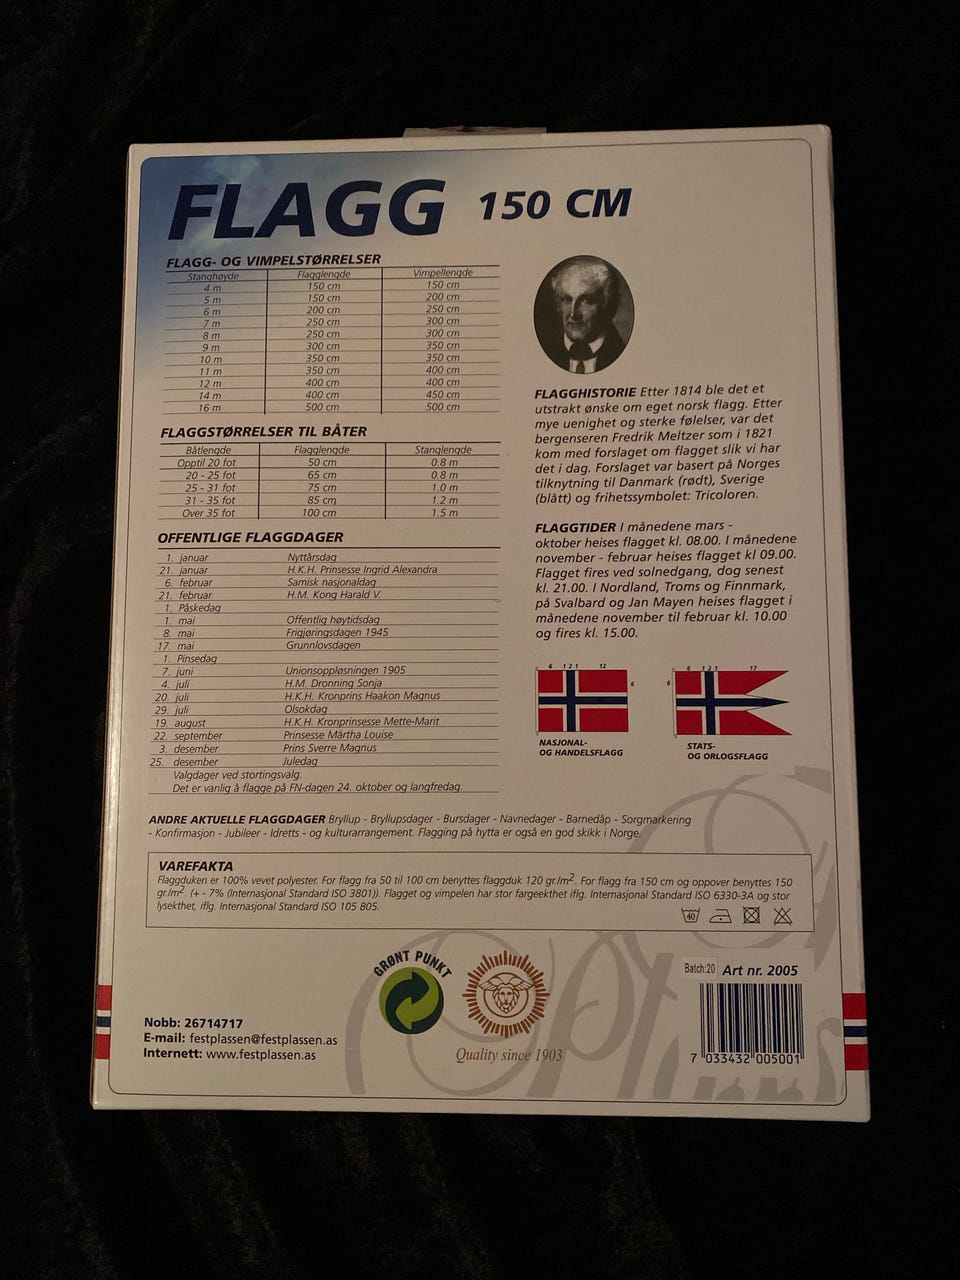 FLAGG 150 CM
FLAGG- OG VIMPELSTØRRELSER
Stanghøyde Flagglengde Vimpellengde
4 m 150 cm 150 cm
5 m 150 cm 200 cm
6 m 200 cm 250 cm
7 m 250 cm 300 cm
8 m 250 cm 300 cm
9 m 300 cm 350 cm
10 m 350 cm 350 cm
11 m 350 cm 400 cm
12 m 400 cm 400 cm
14 m 400 cm 450 cm
16 m 500 cm 500 cm
FLAGGSTØRRELSER TIL BÅTER
Båtlengde Flagglengde Stanglengde
Opptil 20 fot 50 cm 0.8 m
20 - 25 fot 65 cm 0.8 m
25 - 31 fot 75 cm 1.0 m
31 - 35 fot 85 cm 1.2 m
Over 35 fot 100 cm 1.5 m
OFFENTLIGE FLAGGDAGER
1. januar Nyttårsdag
21. januar H.K.H. Prinsesse Ingrid Alexandra
6. februar Samisk nasjonaldag
21. februar H.M. Kong Harald V.
1. Påskedag
1. mai Offentlig høytidsdag
8. mai Frigjøringsdagen 1945
17. mai Grunnlovsdagen
1. Pinsedag
7. juni Unionsoppløsningen 1905
4. juli H.M. Dronning Sonja
20. juli H.K.H. Kronprins Haakon Magnus
29. juli Olsokdag
19. august H.K.H. Kronprinsesse Mette-Marit
22. september Prinsesse Märtha Louise
3. desember Prins Sverre Magnus
25. desember Juledag
Valgdager ved stortingsvalg.
Det er vanlig å flagge på FN-dagen 24. oktober og langfredag.
FLAGGHISTORIE Etter 1814 ble det et
utstrakt ønske om eget norsk flagg. Etter
mye uenighet og sterke følelser, var det
bergenseren Fredrik Meltzer som i 1821
kom med forslaget om flagget slik vi har
det i dag. Forslaget var basert på Norges
tilknytning til Danmark (rødt), Sverige
(blått) og frihetssymbolet: Tricoloren.
FLAGGTIDER I månedene mars -
oktober heises flagget kl. 08.00. I månedene
november - februar heises flagget kl 09.00.
Flagget fires ved solnedgang, dog senest
kl. 21.00. I Nordland, Troms og Finnmark,
på Svalbard og Jan Mayen heises flagget i
månedene november til februar kl. 10.00
og fires kl. 15.00.
6 1 2 1 12
6
NASJONAL-
OG HANDELSFLAGG
6 1 2 1 17
6
STATS-
OG ORLOGSFLAGG
ANDRE AKTUELLE FLAGGDAGER Bryllup - Bryllupsdager - Bursdager - Navnedager - Barnedåp - Sorgmarkering
- Konfirmasjon - Jubileer - Idretts - og kulturarrangement. Flagging på hytta er også en god skikk i Norge.
VAREFAKTA
Flaggduken er 100% vevet polyester. For flagg fra 50 til 100 cm benyttes flaggduk 120 gr./m². For flagg fra 150 cm og oppover benyttes 150
gr./m². (+ - 7% (Internasjonal Standard ISO 3801)). Flagget og vimpelen har stor fargeekthet iflg. Internasjonal Standard ISO 6330-3A og stor
lysekthet, iflg. Internasjonal Standard ISO 105 B05.
40
GRØNT PUNKT
Quality since 1903
Nobb: 26714717
E-mail: festplassen@festplassen.as
Internett: www.festplassen.as
Batch:20 Art nr. 2005
7 033432 005001